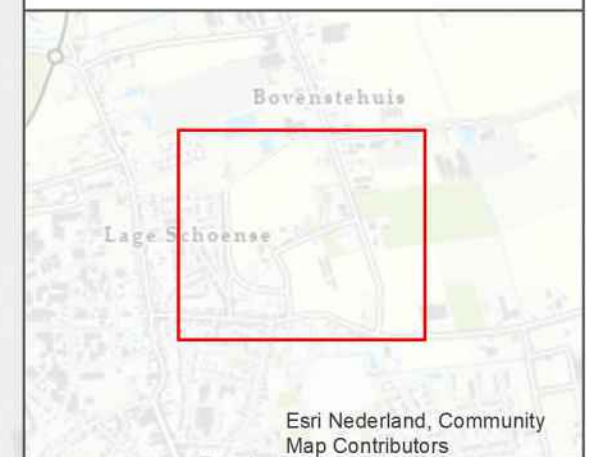 Bovenstehuis
Lage Schoense
Esri Nederland, Community
Map Contributors